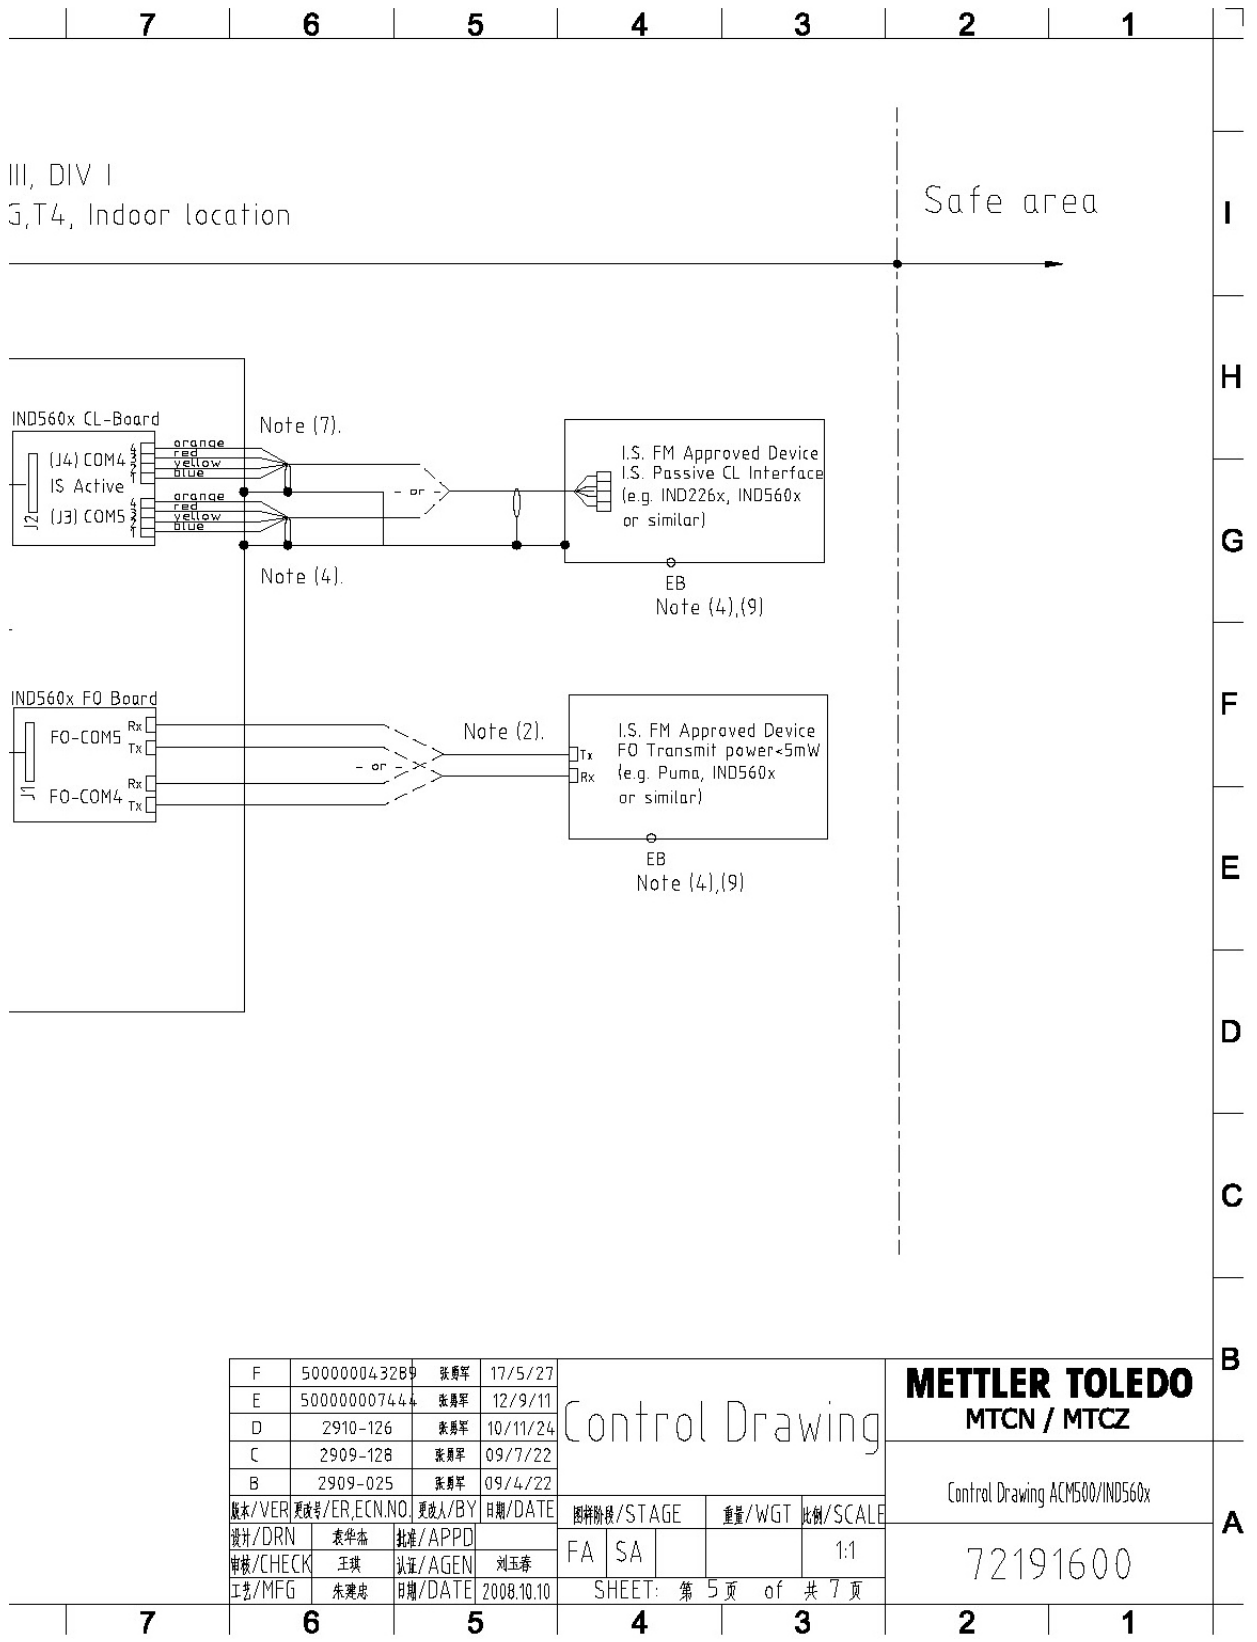 7 6 5 4 3 2 1
III, DIV I
G,T4, Indoor location
Safe area
I
H
G
F
E
D
C
B
A
IND560x CL-Board
(J4) COM4
IS Active
(J3) COM5
J2
4
3
2
1
orange
red
yellow
blue
4
3
2
1
orange
red
yellow
blue
Note (7).
Note (4).
- or -
I.S. FM Approved Device
I.S. Passive CL Interface
(e.g. IND226x, IND560x
or similar)
EB
Note (4),(9)
IND560x FO Board
FO-COM5
Rx
Tx
FO-COM4
Rx
Tx
J1
- or -
Note (2).
Tx
Rx
I.S. FM Approved Device
FO Transmit power<5mW
(e.g. Puma, IND560x
or similar)
EB
Note (4),(9)
F 500000043289 张勇军 17/5/27
E 500000007444 张勇军 12/9/11
D 2910-126 张勇军 10/11/24
C 2909-128 张勇军 09/7/22
B 2909-025 张勇军 09/4/22
版本/VER 更改号/ER,ECN.NO. 更改人/BY 日期/DATE
设计/DRN 袁华杰 批准/APPD
审核/CHECK 王琪 认证/AGEN 刘玉春
工艺/MFG 朱建忠 日期/DATE 2008.10.10
Control Drawing
图样阶段/STAGE 重量/WGT 比例/SCALE
FA SA 1:1
SHEET: 第 5 页 of 共 7 页
METTLER TOLEDO
MTCN / MTCZ
Control Drawing ACM500/IND560x
72191600
7 6 5 4 3 2 1